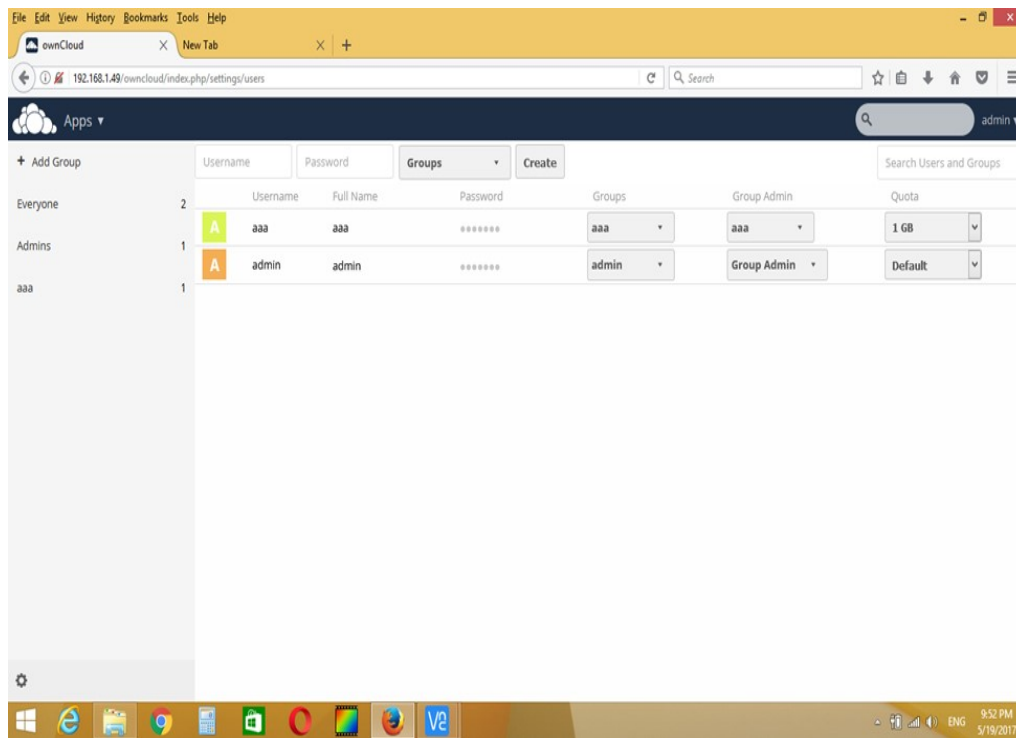 File Edit View History Bookmarks Tools Help
ownCloud New Tab
192.168.1.49/owncloud/index.php/settings/users Search
Apps admin
+ Add Group Username Password Groups Create Search Users and Groups
Username Full Name Password Groups Group Admin Quota
Everyone 2
A aaa aaa aaa aaa 1 GB
Admins 1
A admin admin admin Group Admin Default
aaa 1
ENG 9:52 PM
5/19/2017